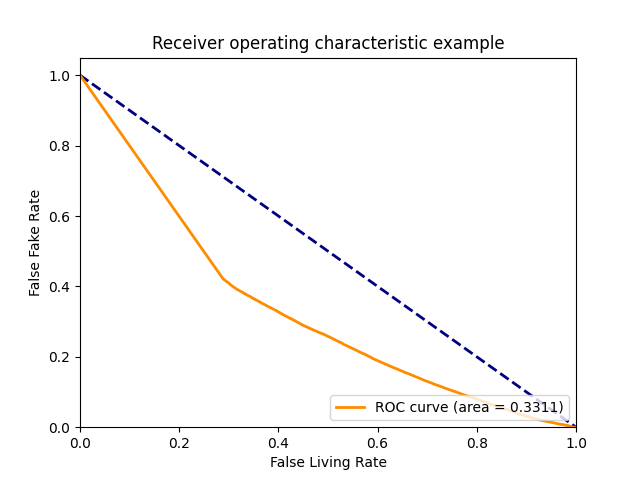 Receiver operating characteristic example
1.0
0.8
0.6
0.4
0.2
0.0
False Fake Rate
ROC curve (area = 0.3311)
0.0 0.2 0.4 0.6 0.8 1.0
False Living Rate